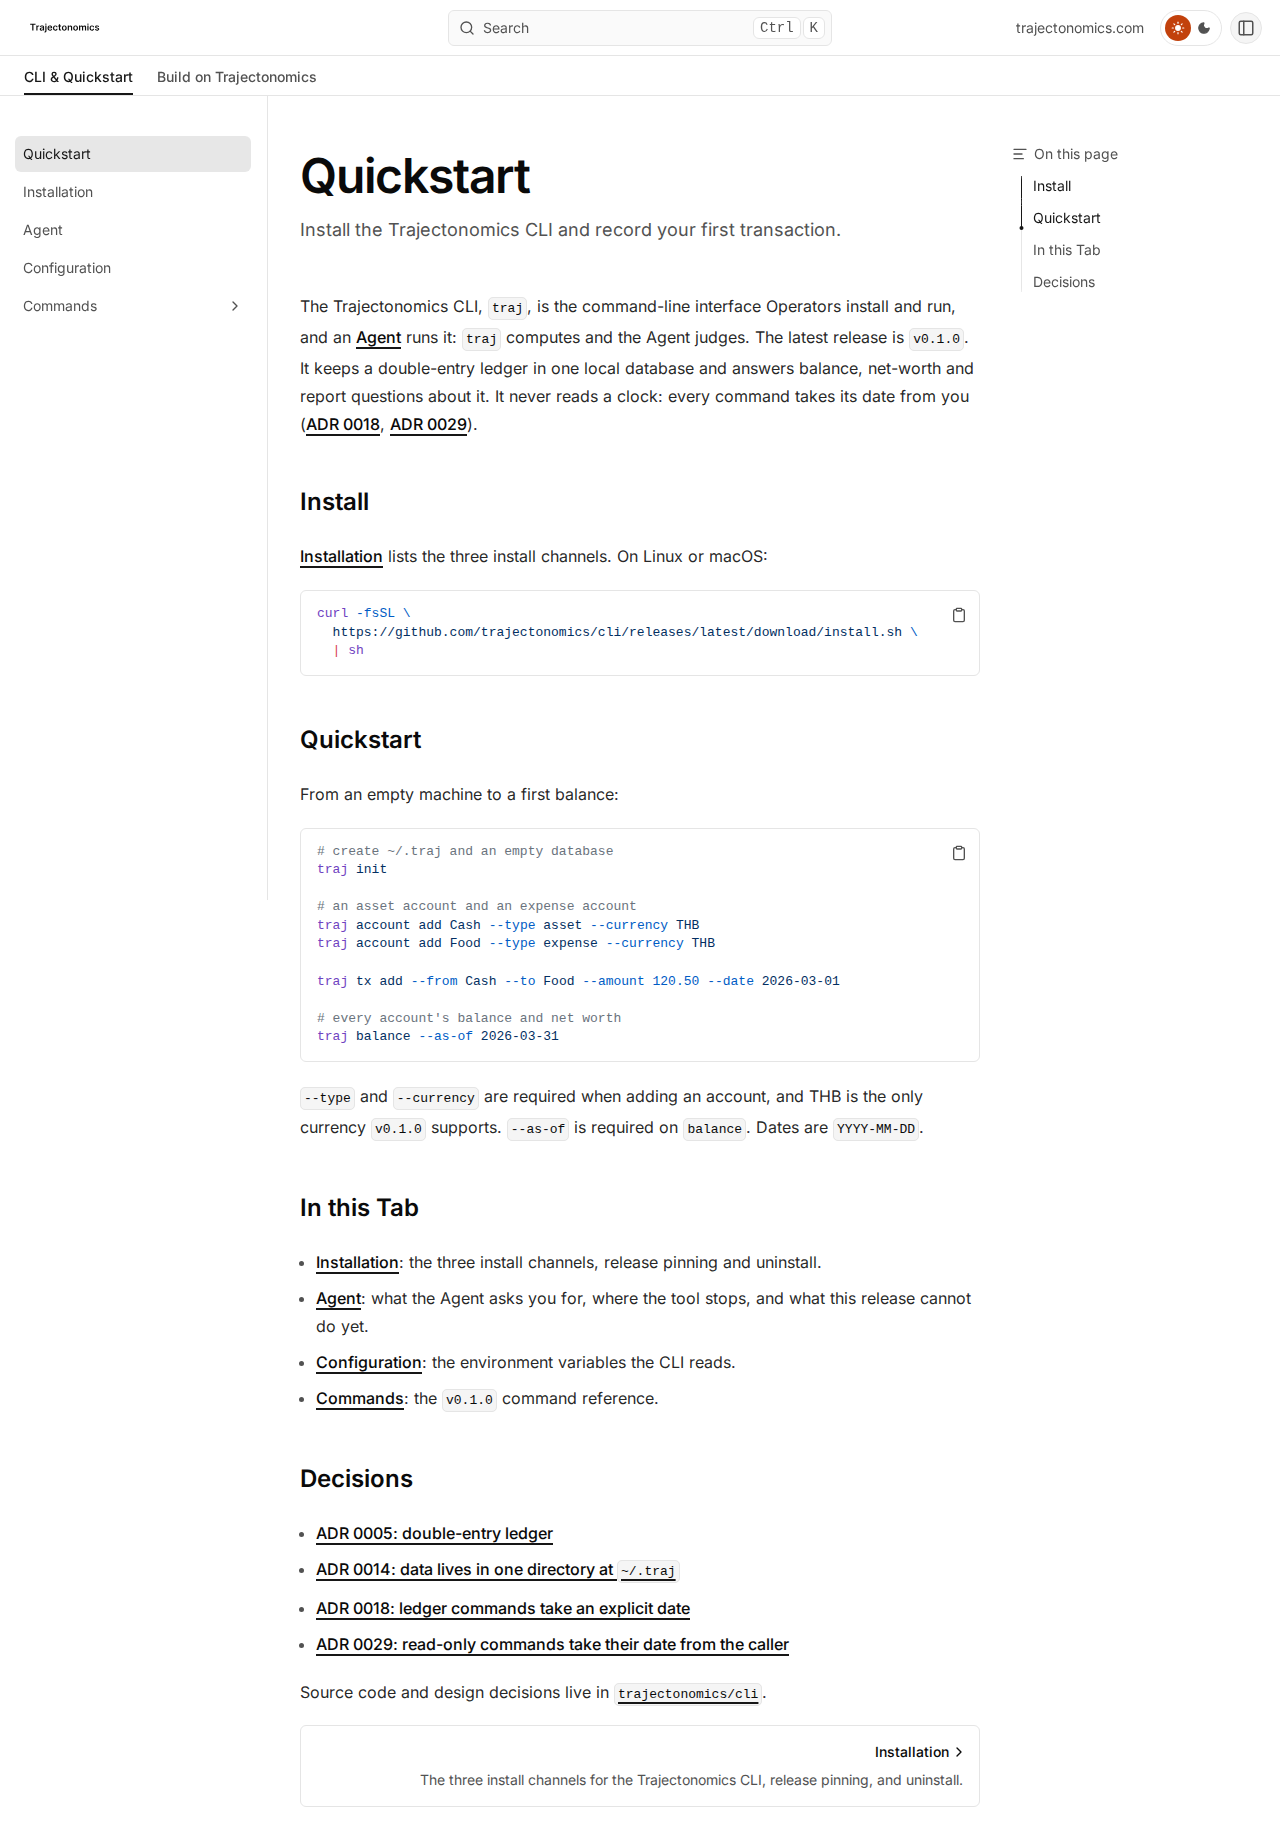 Trajectonomics
Search
Ctrl K
trajectonomics.com
CLI & Quickstart
Build on Trajectonomics
Quickstart
Installation
Agent
Configuration
Commands
Quickstart
Install the Trajectonomics CLI and record your first transaction.
The Trajectonomics CLI, traj, is the command-line interface Operators install and run,
and an Agent runs it: traj computes and the Agent judges. The latest release is v0.1.0.
It keeps a double-entry ledger in one local database and answers balance, net-worth and
report questions about it. It never reads a clock: every command takes its date from you
(ADR 0018, ADR 0029).
Install
Installation lists the three install channels. On Linux or macOS:
curl -fsSL \
  https://github.com/trajectonomics/cli/releases/latest/download/install.sh \
  | sh
Quickstart
From an empty machine to a first balance:
# create ~/.traj and an empty database
traj init
# an asset account and an expense account
traj account add Cash --type asset --currency THB
traj account add Food --type expense --currency THB
traj tx add --from Cash --to Food --amount 120.50 --date 2026-03-01
# every account's balance and net worth
traj balance --as-of 2026-03-31
--type and --currency are required when adding an account, and THB is the only
currency v0.1.0 supports. --as-of is required on balance. Dates are YYYY-MM-DD.
In this Tab
Installation: the three install channels, release pinning and uninstall.
Agent: what the Agent asks you for, where the tool stops, and what this release cannot
do yet.
Configuration: the environment variables the CLI reads.
Commands: the v0.1.0 command reference.
Decisions
ADR 0005: double-entry ledger
ADR 0014: data lives in one directory at ~/.traj
ADR 0018: ledger commands take an explicit date
ADR 0029: read-only commands take their date from the caller
Source code and design decisions live in trajectonomics/cli.
Installation
The three install channels for the Trajectonomics CLI, release pinning, and uninstall.
On this page
Install
Quickstart
In this Tab
Decisions